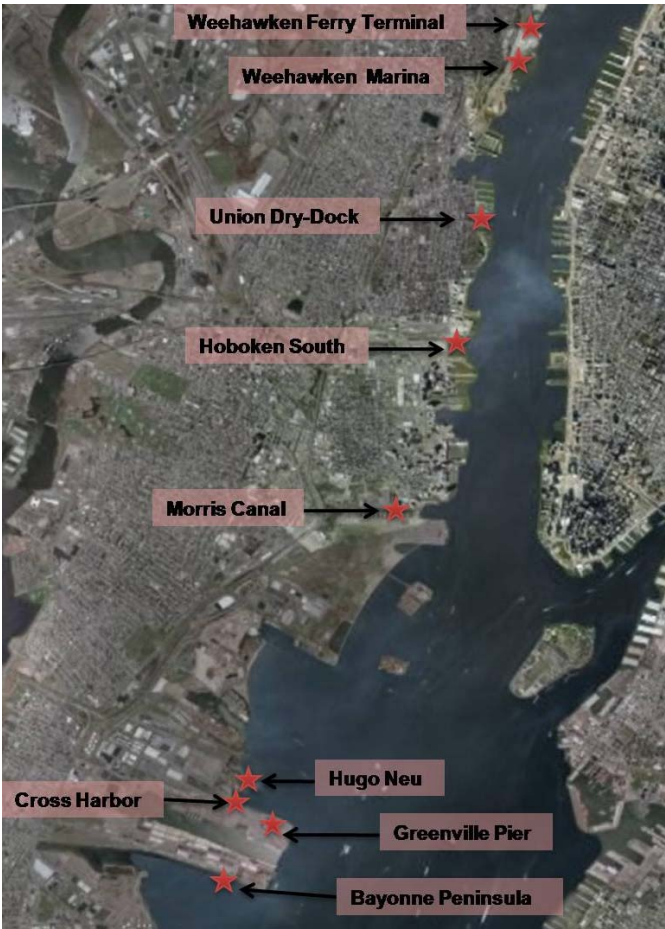 Weehawken Ferry Terminal
Weehawken Marina
Union Dry-Dock
Hoboken South
Morris Canal
Hugo Neu
Cross Harbor
Greenville Pier
Bayonne Peninsula